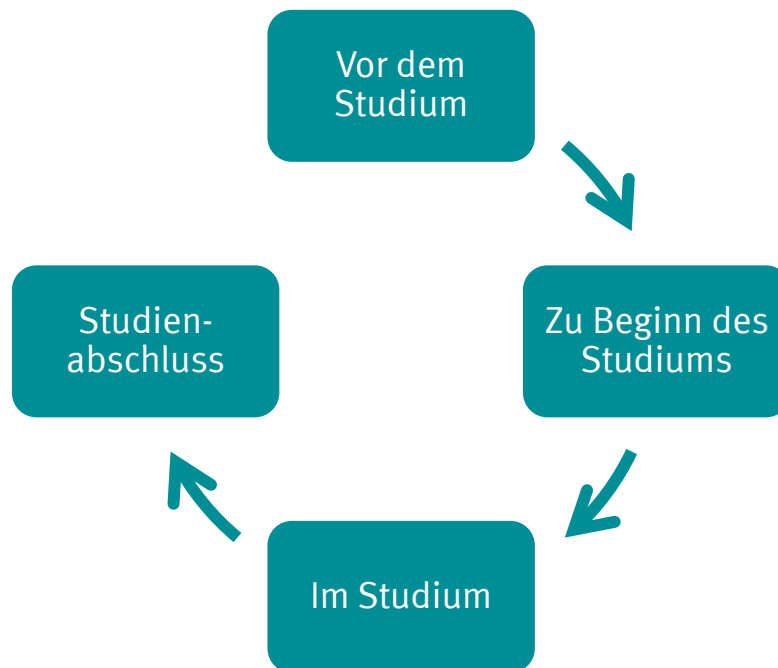 Vor dem
Studium
Zu Beginn des
Studiums
Im Studium
Studien-
abschluss